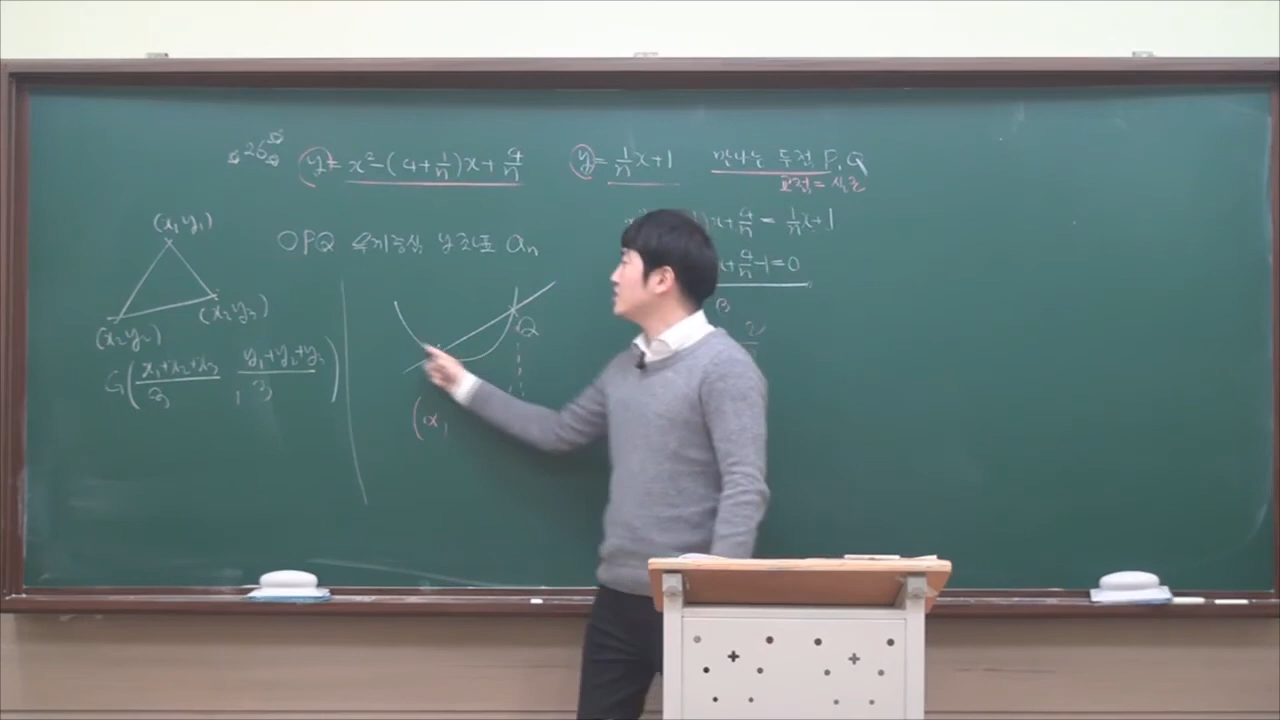 26
y = x² - (4 + 1/n)x + 4/n   y = 1/n x + 1   만나는 두점 P, Q
교점 =
x + 4/n = 1/n x + 1
x + 4/n - 1 = 0
OPQ 무게중심 y좌표 aₙ
(x₁ y₁)
(x₂ y₂)
(x₃ y₃)
G( (x₁+x₂+x₃)/3 , (y₁+y₂+y₃)/3 )
Q
(α,
β